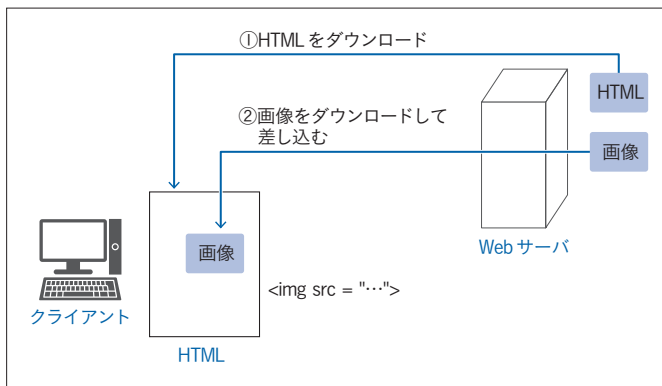 ①HTMLをダウンロード
HTML
②画像をダウンロードして
差し込む
画像
Webサーバ
画像
<img src = "…">
クライアント
HTML